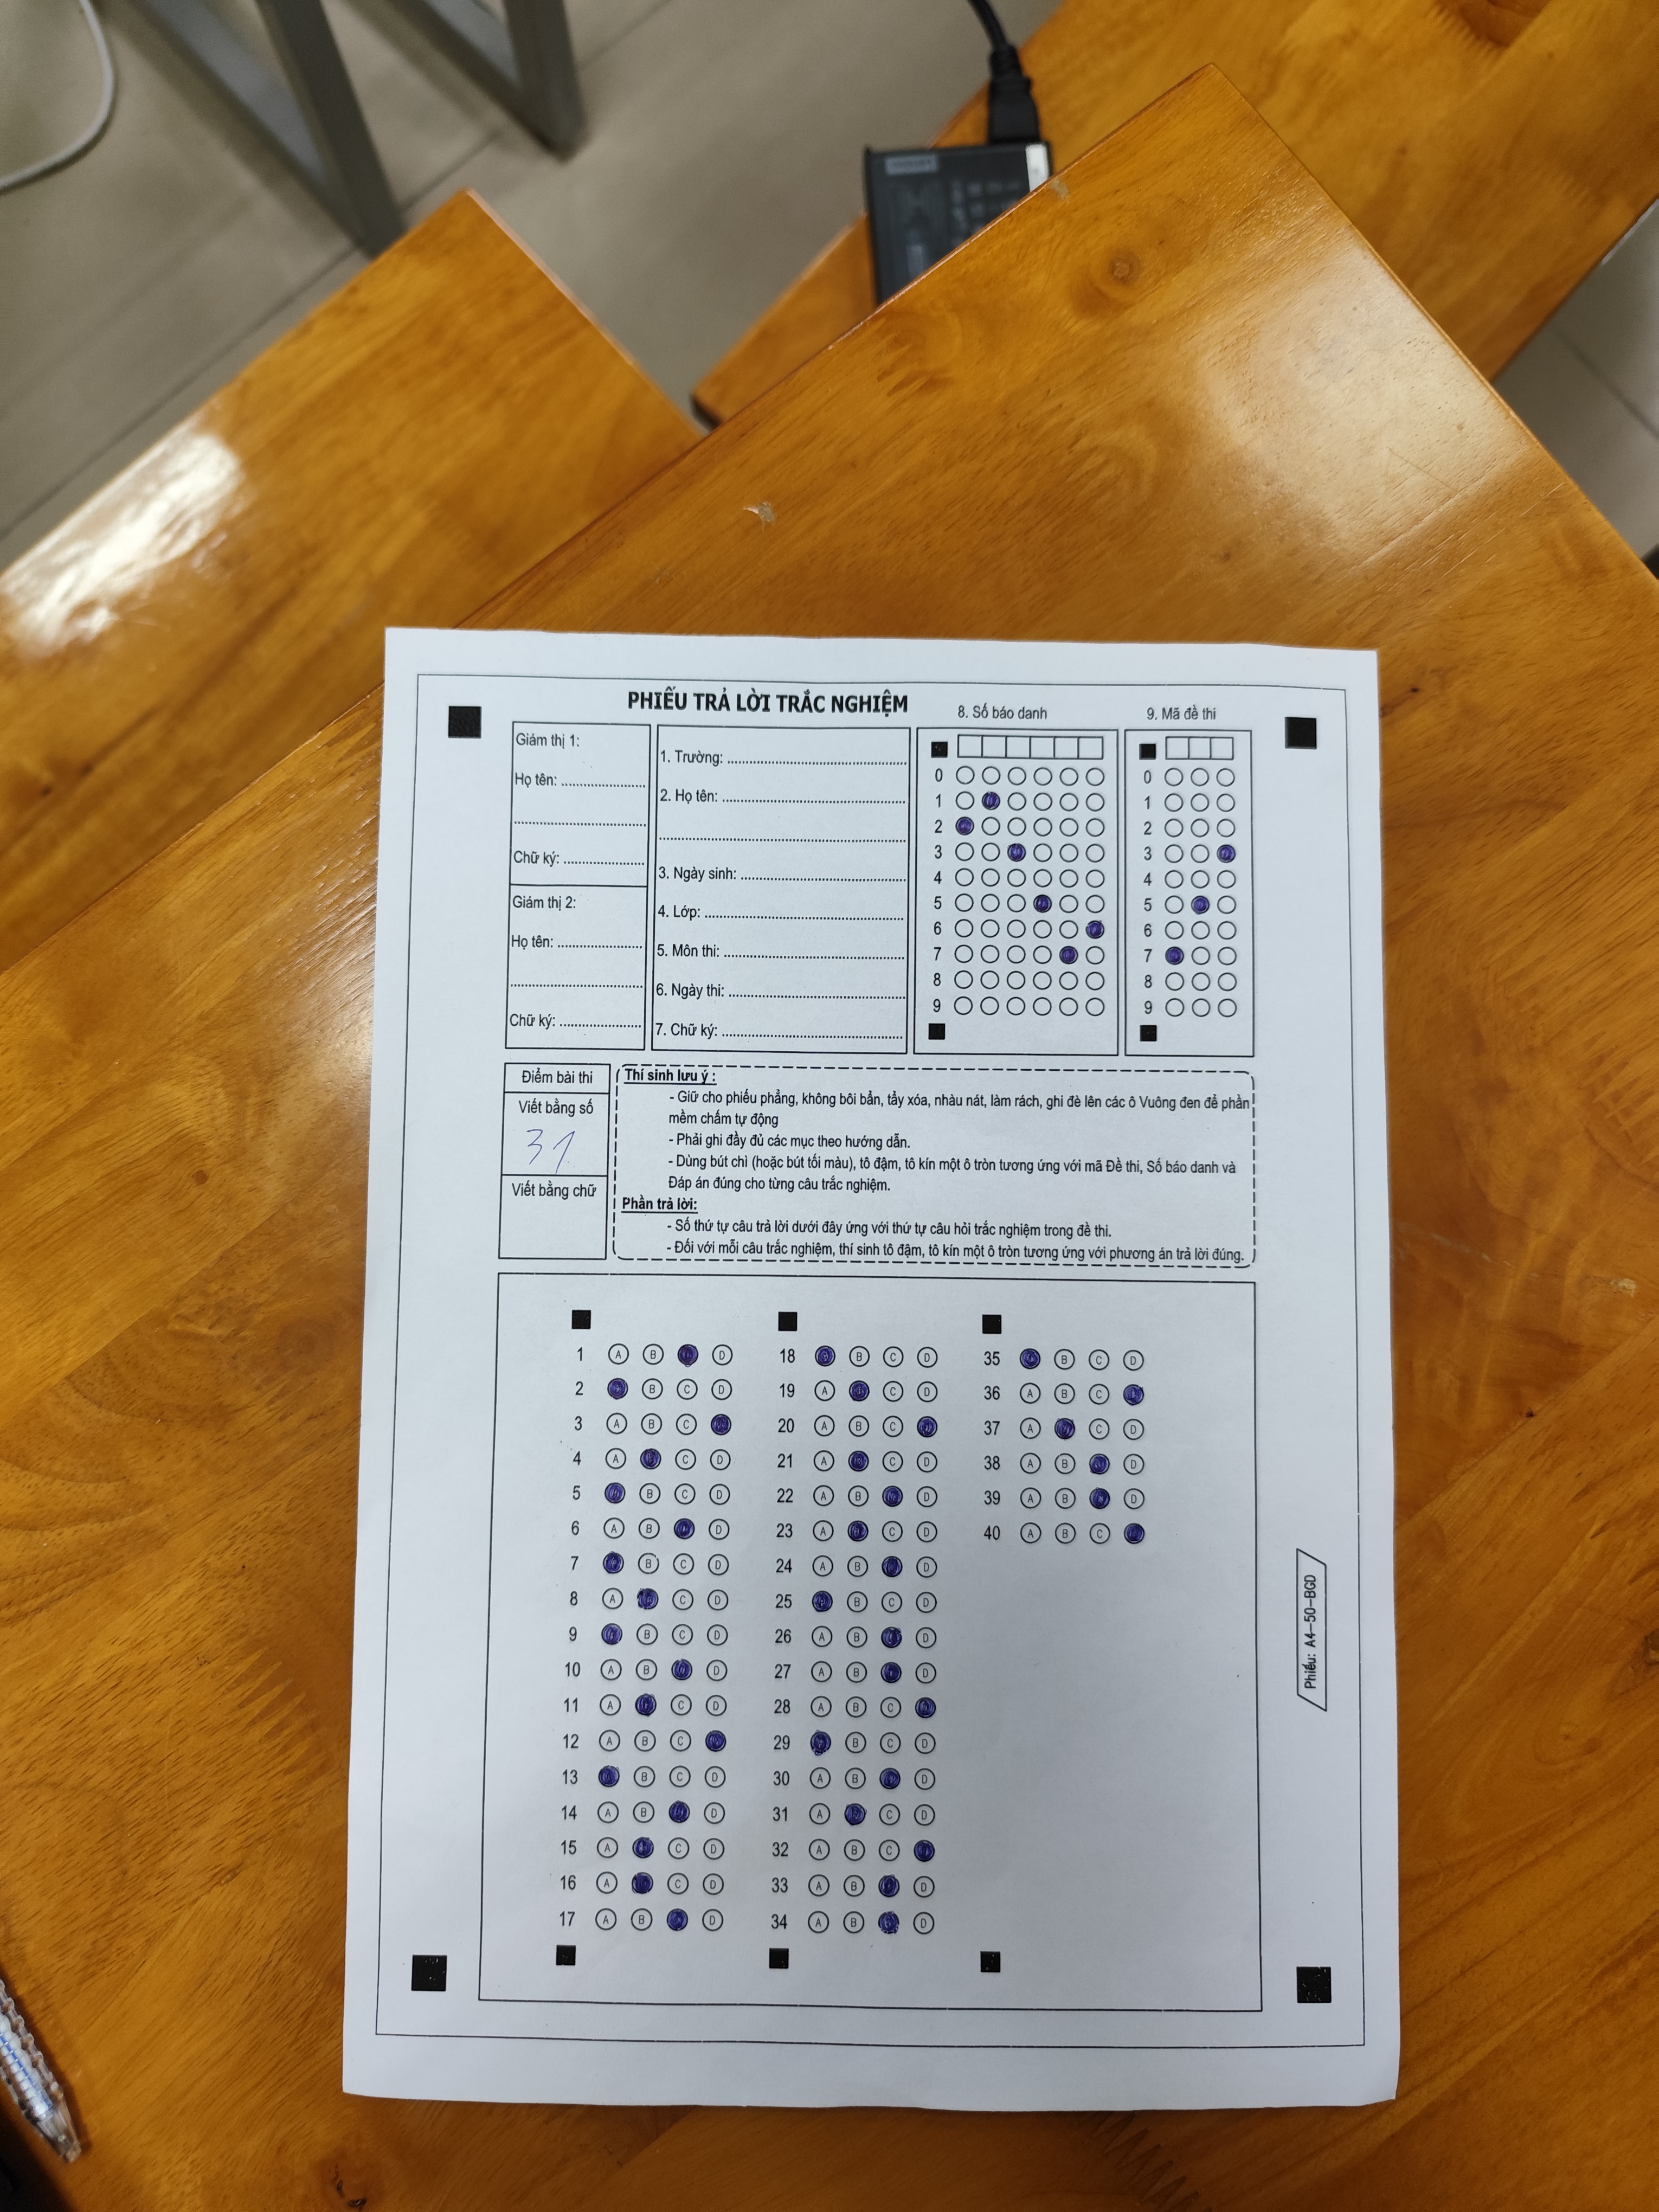 PHIẾU TRẢ LỜI TRẮC NGHIỆM
Giám thị 1:
Họ tên: ....................
................................
Chữ ký: ....................
Giám thị 2:
Họ tên: ....................
................................
Chữ ký: ....................
1. Trường: ............................................
2. Họ tên: ............................................
............................................................
3. Ngày sinh: .........................................
4. Lớp: .................................................
5. Môn thi: ............................................
6. Ngày thi: ...........................................
7. Chữ ký: ............................................
8. Số báo danh
0
1
2
3
4
5
6
7
8
9
9. Mã đề thi
0
1
2
3
4
5
6
7
8
9
Điểm bài thi
Viết bằng số
31
Viết bằng chữ
Thí sinh lưu ý :
- Giữ cho phiếu phẳng, không bôi bẩn, tẩy xóa, nhàu nát, làm rách, ghi đè lên các ô Vuông đen để phần
mềm chấm tự động
- Phải ghi đầy đủ các mục theo hướng dẫn.
- Dùng bút chì (hoặc bút tối màu), tô đậm, tô kín một ô tròn tương ứng với mã Đề thi, Số báo danh và
Đáp án đúng cho từng câu trắc nghiệm.
Phần trả lời:
- Số thứ tự câu trả lời dưới đây ứng với thứ tự câu hỏi trắc nghiệm trong đề thi.
- Đối với mỗi câu trắc nghiệm, thí sinh tô đậm, tô kín một ô tròn tương ứng với phương án trả lời đúng.
1 A B D
2 B C D
3 A B C
4 A C D
5 B C D
6 A B D
7 B C D
8 A C D
9 B C D
10 A B D
11 A C D
12 A B C
13 B C D
14 A B D
15 A C D
16 A C D
17 A B D
18 B C D
19 A C D
20 A B C
21 A C D
22 A B D
23 A C D
24 A B D
25 B C D
26 A B D
27 A B D
28 A B C
29 B C D
30 A B D
31 A C D
32 A B C
33 A B D
34 A B D
35 B C D
36 A B C
37 A C D
38 A B D
39 A B D
40 A B C
Phiếu: A4-50-BGD